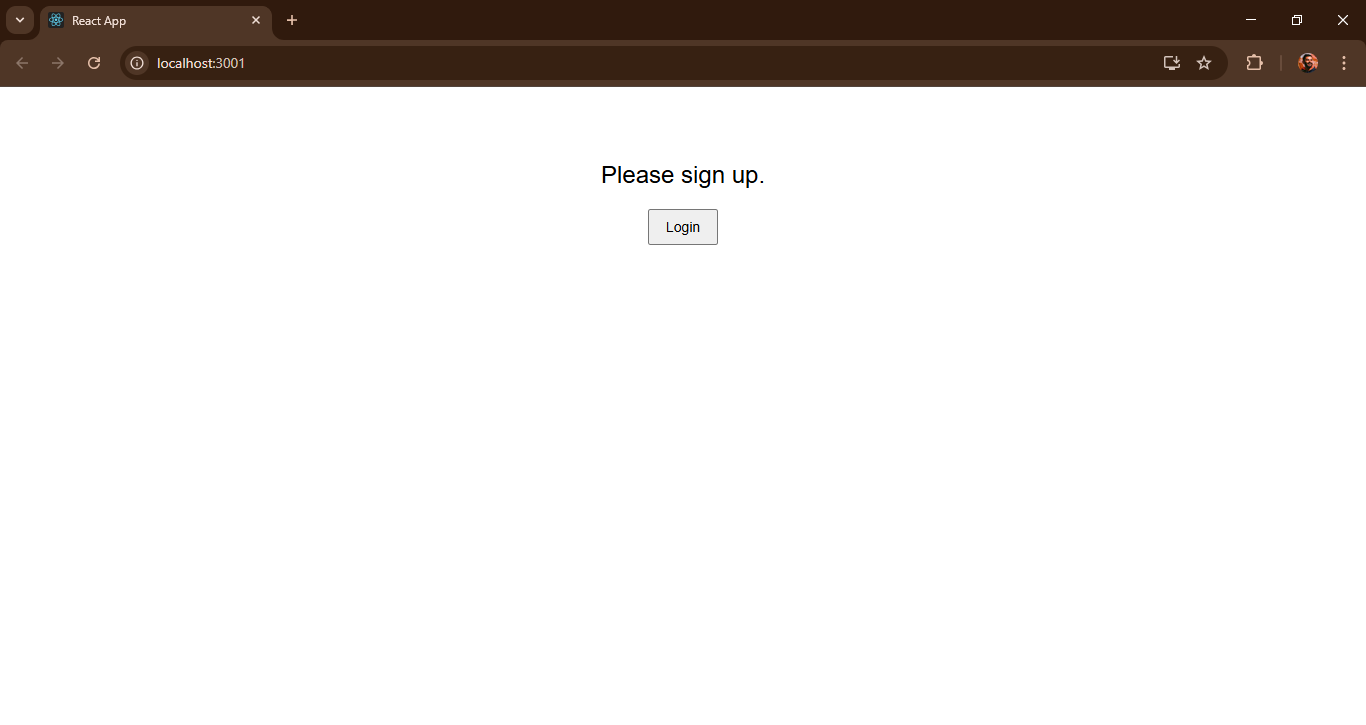 React App
localhost:3001
Please sign up.
Login